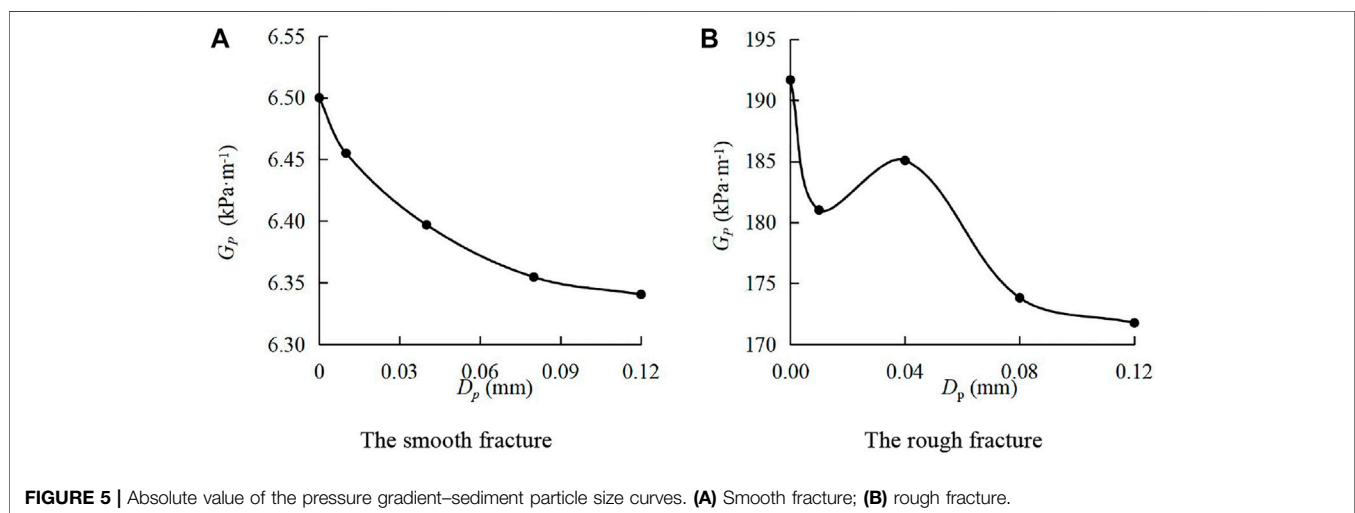 A
6.55
6.50
6.45
6.40
6.35
6.30
G_p (kPa·m⁻¹)
0 0.03 0.06 0.09 0.12
D_p (mm)
The smooth fracture
B
195
190
185
180
175
170
G_p (kPa·m⁻¹)
0.00 0.04 0.08 0.12
D_p (mm)
The rough fracture
FIGURE 5 | Absolute value of the pressure gradient–sediment particle size curves. (A) Smooth fracture; (B) rough fracture.